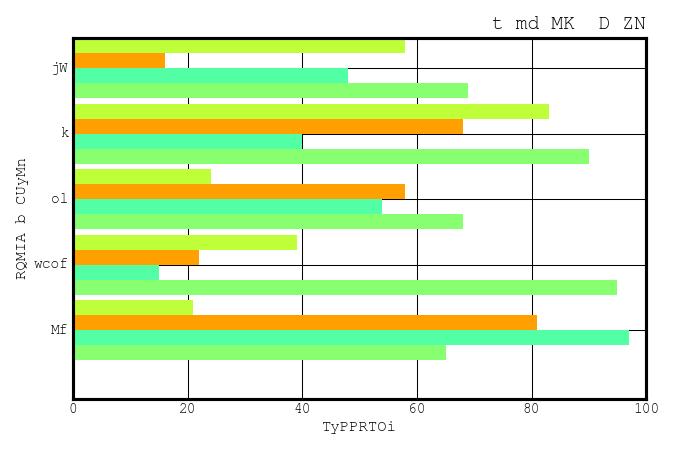 t md MK  D ZN
jW
k
ol
wcof
Mf
RQMIA b CUyMn
0 20 40 60 80 100
TyPPRTOi